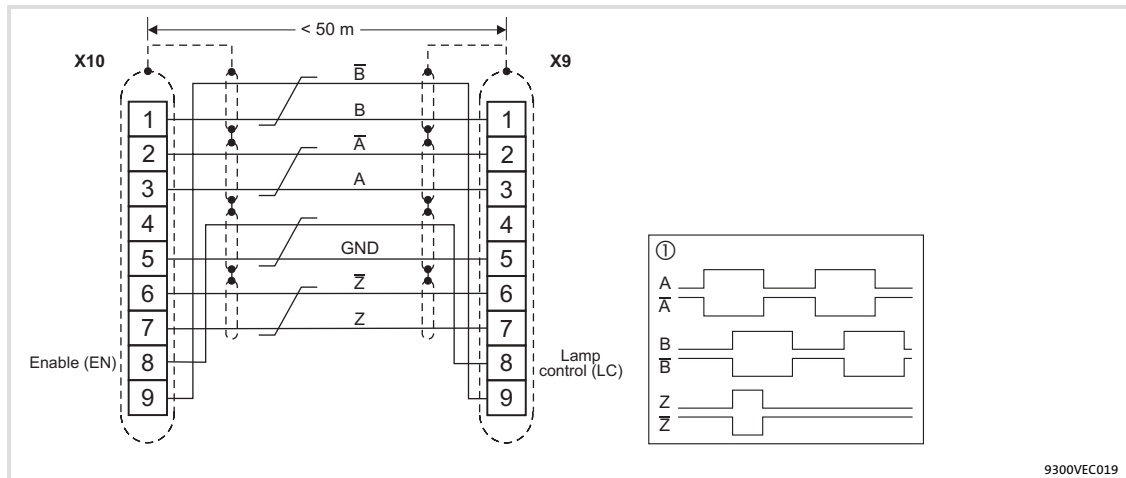 < 50 m
X10
X9
B̅
1
B
1
2
A̅
2
3
A
3
4
4
5
GND
5
6
Z̅
6
7
Z
7
Enable (EN)
8
8
Lamp
control (LC)
9
9
①
A
A̅
B
B̅
Z
Z̅
9300VEC019